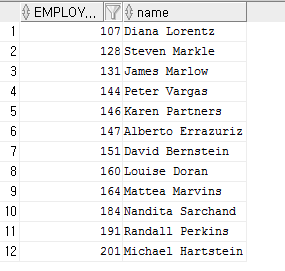 EMPLOY... name
1 107 Diana Lorentz
2 128 Steven Markle
3 131 James Marlow
4 144 Peter Vargas
5 146 Karen Partners
6 147 Alberto Errazuriz
7 151 David Bernstein
8 160 Louise Doran
9 164 Mattea Marvins
10 184 Nandita Sarchand
11 191 Randall Perkins
12 201 Michael Hartstein